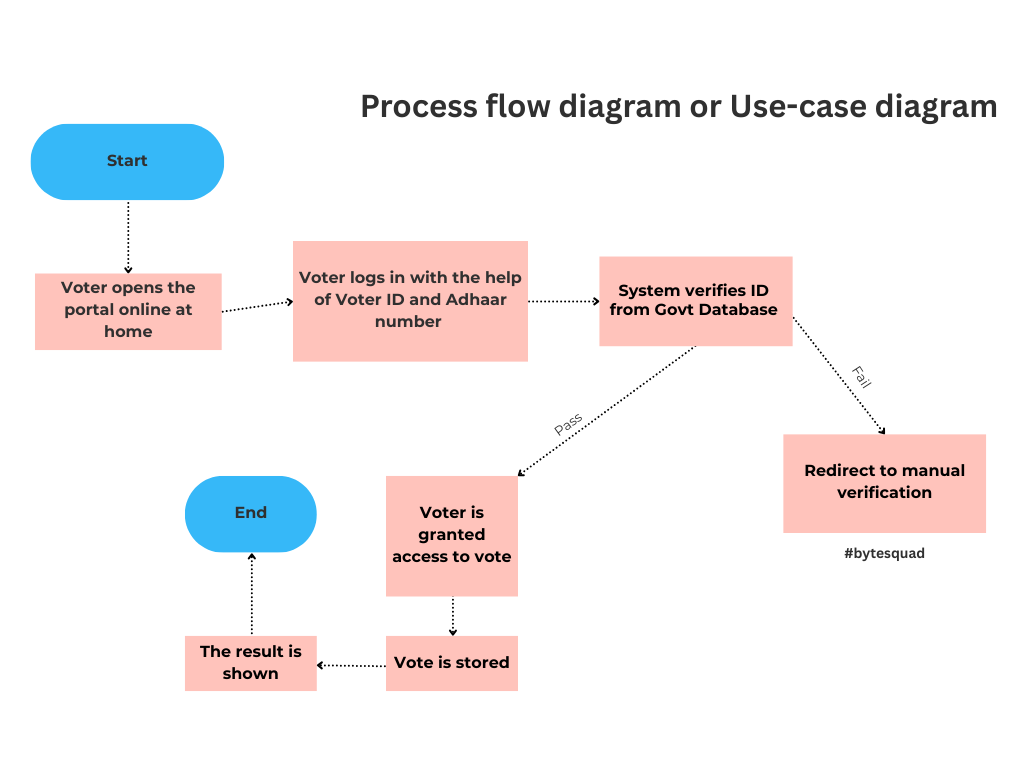 Process flow diagram or Use-case diagram
Start
Voter opens the
portal online at
home
Voter logs in with the help
of Voter ID and Adhaar
number
System verifies ID
from Govt Database
Pass
Fail
Redirect to manual
verification
#bytesquad
Voter is
granted
access to vote
Vote is stored
The result is
shown
End